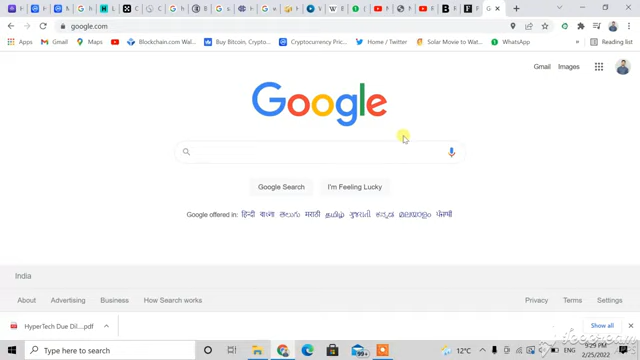 google.com
Apps
Gmail
Maps
Blockchain.com Wal...
Buy Bitcoin, Crypto...
Cryptocurrency Pric...
Home / Twitter
Solar Movie to Wat...
WhatsApp
Reading list
Gmail
Images
Google
Google Search
I'm Feeling Lucky
Google offered in: हिन्दी বাংলা తెలుగు मराठी தமிழ் ગુજરાતી ಕನ್ನಡ മലയാളം ਪੰਜਾਬੀ
India
About
Advertising
Business
How Search works
Privacy
Terms
Settings
HyperTech Due Dil....pdf
Show all
Type here to search
99+
12°C
ENG
9:29 PM
2/25/2022